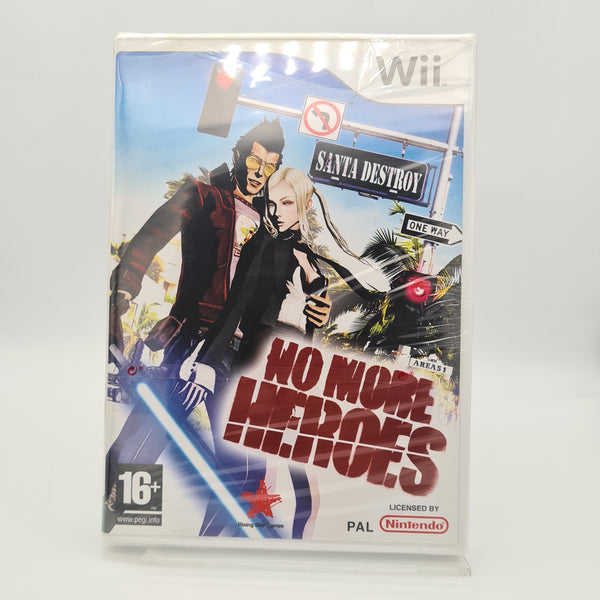 Wii
SANTA DESTROY
ONE WAY
AREA51
NO MORE
HEROES
16+
www.pegi.info
Rising Star Games
LICENSED BY
PAL Nintendo